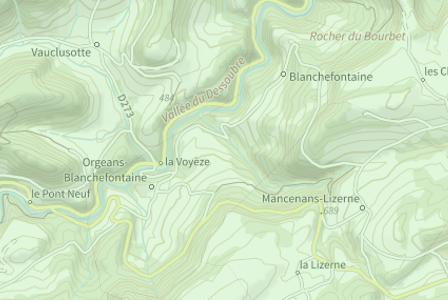 Rocher du Bourbet
Vauclusotte
les C
Blanchefontaine
484
D273
Vallée du Dessoubre
Orgeans-
Blanchefontaine
la Voyèze
le Pont Neuf
Mancenans-Lizerne
689
la Lizerne